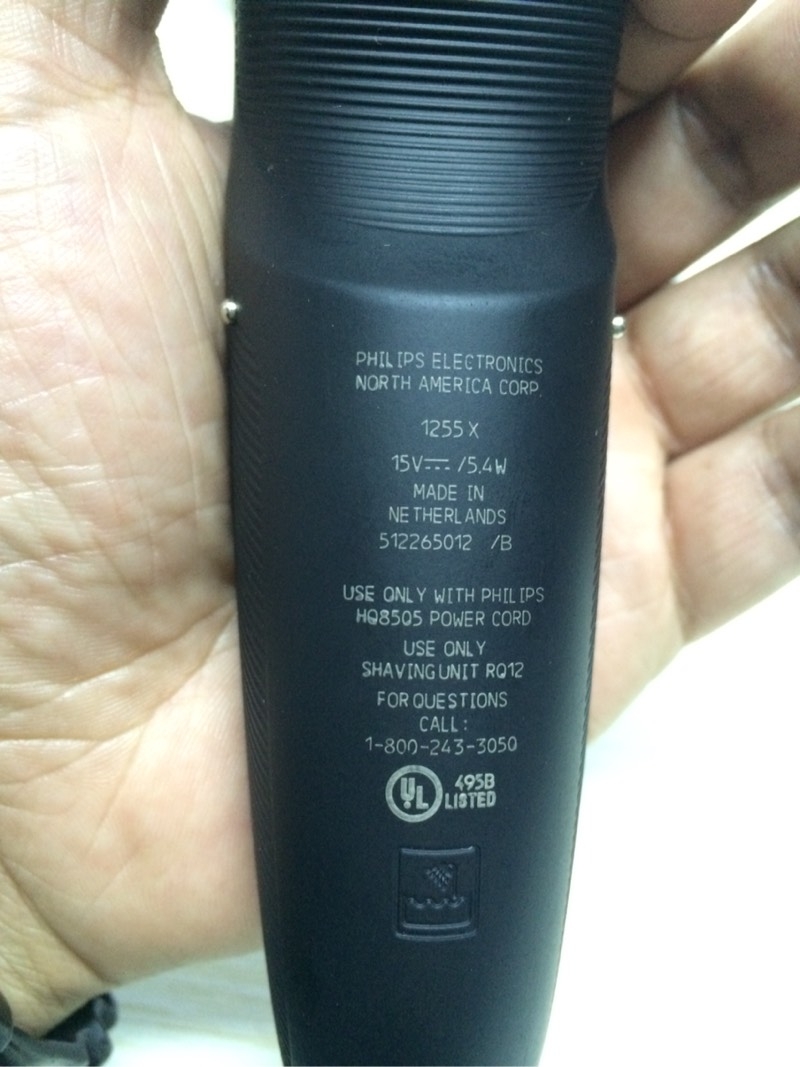 PHILIPS ELECTRONICS
NORTH AMERICA CORP.
1255 X
15V⎓ /5.4W
MADE IN
NETHERLANDS
512265012 /B
USE ONLY WITH PHILIPS
HQ8505 POWER CORD
USE ONLY
SHAVING UNIT RQ12
FOR QUESTIONS
CALL:
1-800-243-3050
UL 495B
LISTED